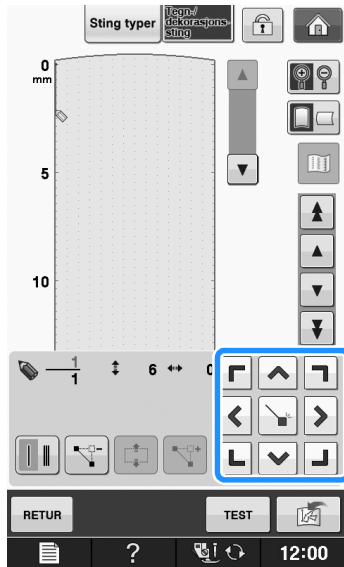 Sting typer
Tegn-/
dekorasjons-
sting
0
mm
5
10
1
1
6
0
RETUR
TEST
?
12:00